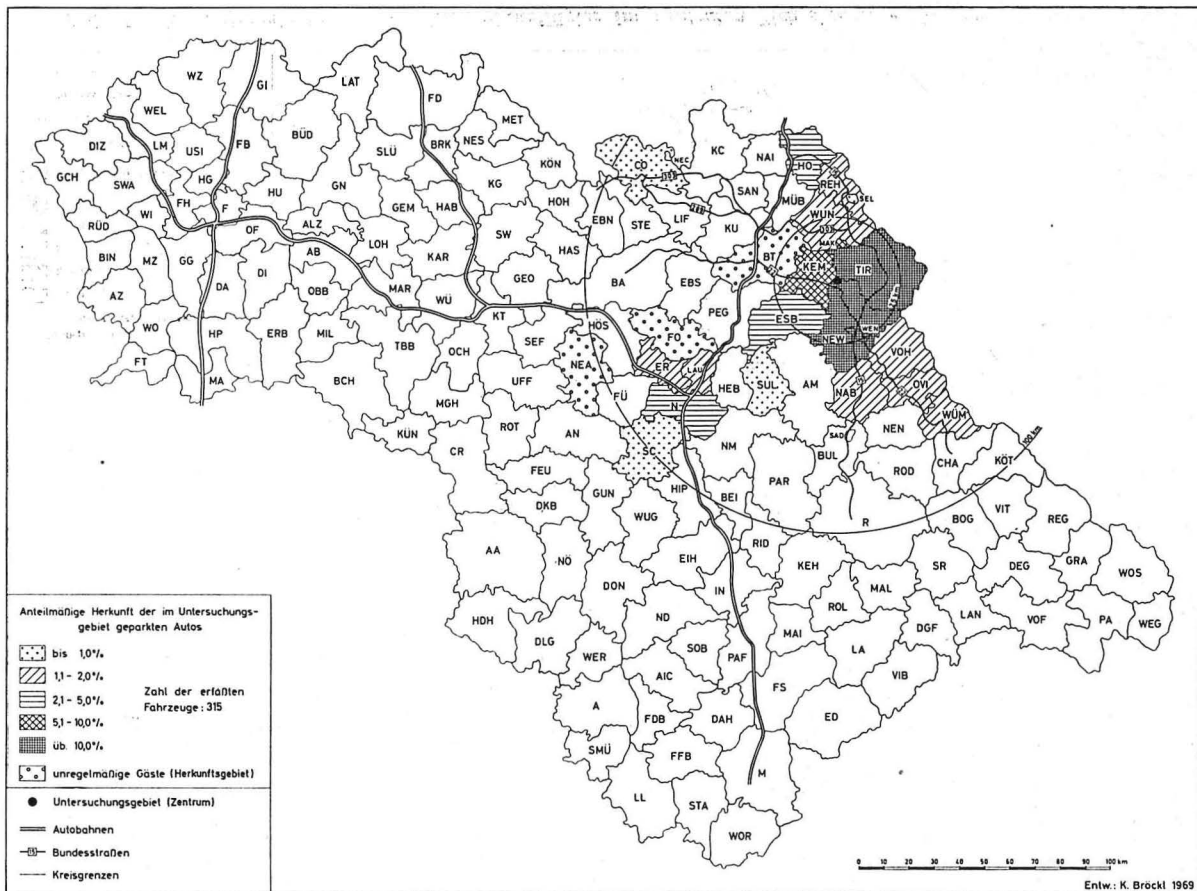 WZ
GI
LAT
FD
WEL
MET
DIZ
LM
USI
FB
BÜD
SLÜ
BRK
NES
KÖN
CO
NEC
KC
NAI
HO
GCH
SWA
HG
HU
GN
GEM
HAB
KG
HOH
SAN
MÜB
REH
SEL
RÜD
WI
FH
F
OF
ALZ
LOH
KAR
SW
HAS
EBN
STE
LIF
KU
WUN
BIN
MZ
GG
AB
MAK
BT
KEM
TIR
AZ
DA
DI
OBB
MAR
WÜ
GEO
BA
EBS
PEG
ESB
WO
HP
ERB
MIL
TBB
KT
OCH
SEF
HÖS
FO
NEW
WEN
FT
MA
BCH
UFF
NEA
ER
LAU
HEB
SUL
AM
VOH
MGH
FÜ
N
NAB
OVI
KÜN
CR
ROT
AN
SC
NM
SAD
BUL
NEN
WÜM
FEU
PAR
ROD
CHA
KÖT
100 km
DKB
GUN
WUG
HIP
BEI
R
BOG
VIT
REG
AA
NÖ
EIH
RID
KEH
SR
DEG
GRA
WOS
DON
IN
MAL
HDH
DLG
ND
ROL
LAN
VOF
PA
WEG
WER
SOB
PAF
MAI
LA
DGF
AIC
FS
VIB
A
FDB
DAH
ED
SMÜ
FFB
M
LL
STA
WOR
Anteilmäßige Herkunft der im Untersuchungs-
gebiet geparkten Autos
bis 1,0%
1,1 - 2,0%
2,1 - 5,0%
5,1 - 10,0%
üb. 10,0%
Zahl der erfaßten
Fahrzeuge: 315
unregelmäßige Gäste (Herkunftsgebiet)
Untersuchungsgebiet (Zentrum)
Autobahnen
15 Bundesstraßen
Kreisgrenzen
0 10 20 30 40 50 60 70 80 90 100 km
Entw.: K. Bröckl 1969